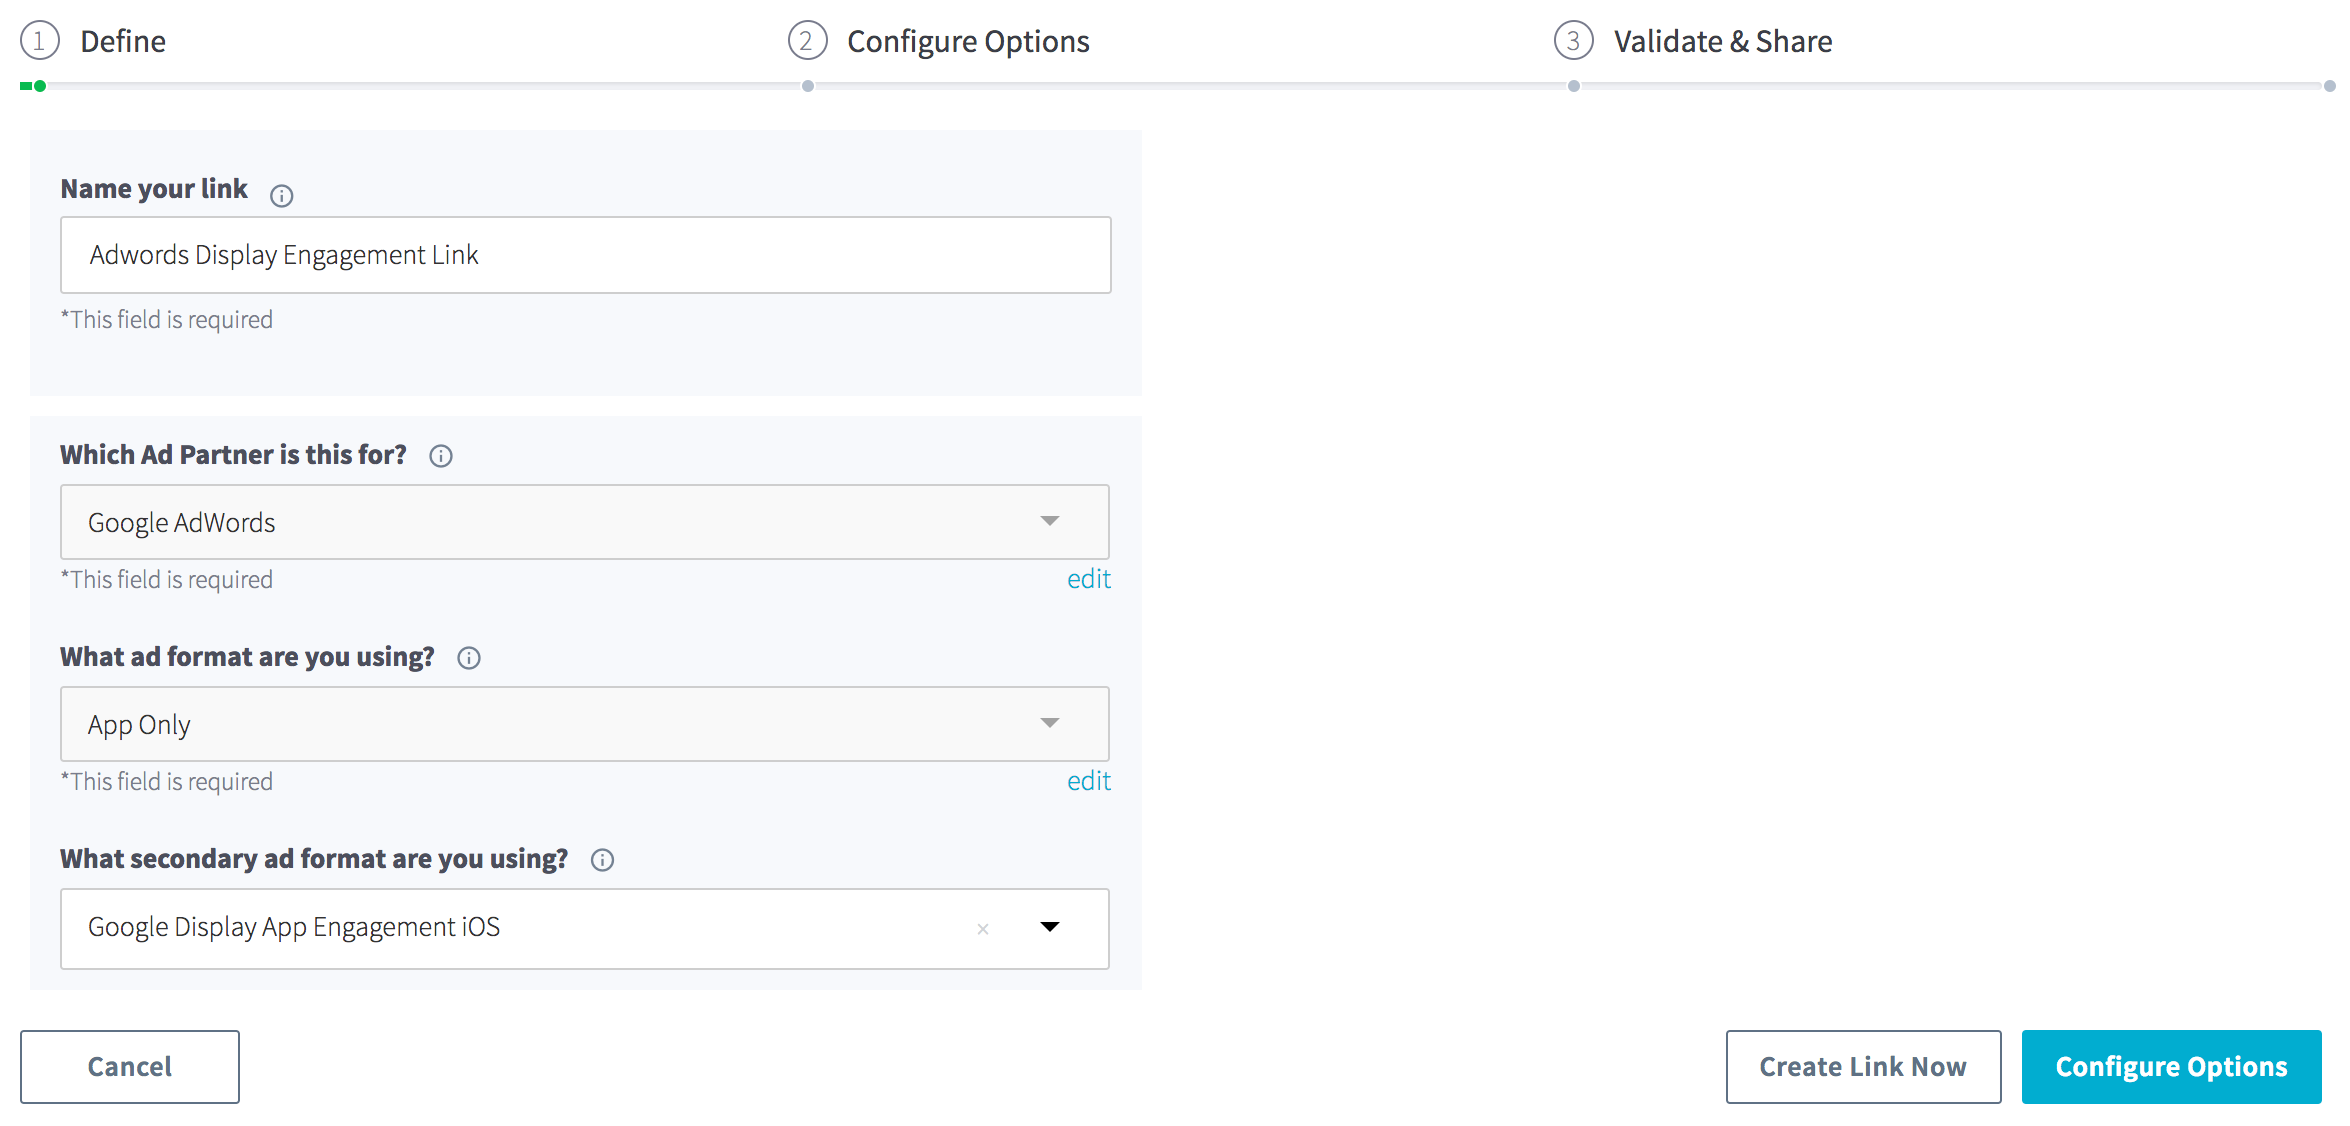 1 Define
2 Configure Options
3 Validate & Share
Name your link
Adwords Display Engagement Link
*This field is required
Which Ad Partner is this for?
Google AdWords
*This field is required
edit
What ad format are you using?
App Only
*This field is required
edit
What secondary ad format are you using?
Google Display App Engagement iOS
×
Cancel
Create Link Now
Configure Options